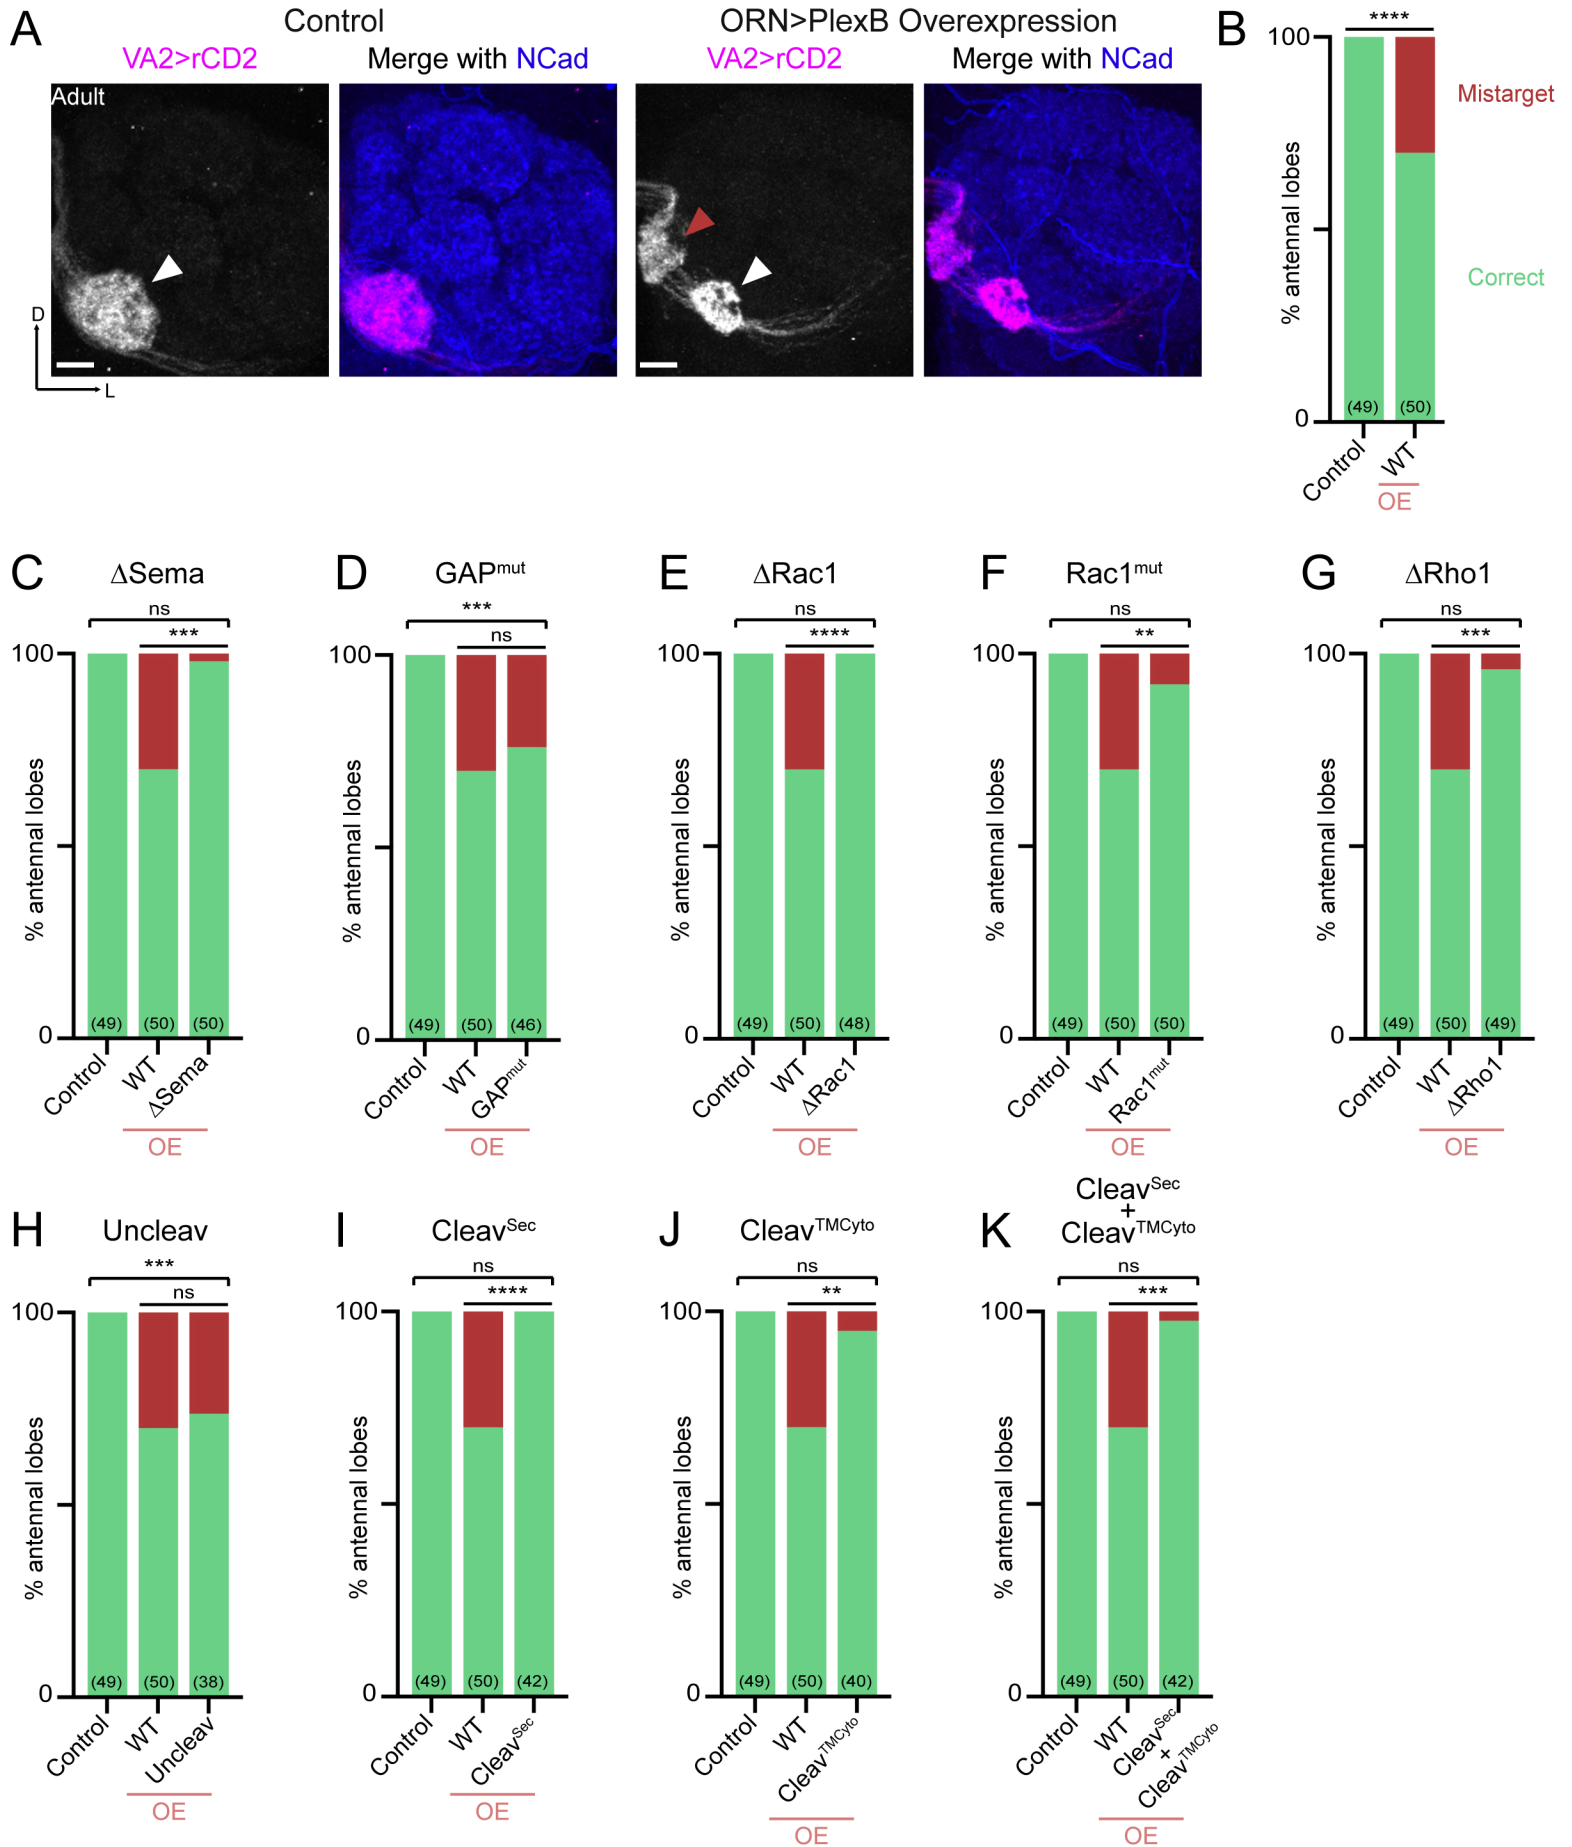 A
Control
ORN>PlexB Overexpression
VA2>rCD2
Merge with NCad
VA2>rCD2
Merge with NCad
Adult
D
L
B
****
100
% antennal lobes
0
(49)
(50)
Control
WT
OE
Mistarget
Correct
C
ΔSema
ns
***
100
% antennal lobes
0
(49)
(50)
(50)
Control
WT
ΔSema
OE
D
GAPmut
***
ns
100
% antennal lobes
0
(49)
(50)
(46)
Control
WT
GAPmut
OE
E
ΔRac1
ns
****
100
% antennal lobes
0
(49)
(50)
(48)
Control
WT
ΔRac1
OE
F
Rac1mut
ns
**
100
% antennal lobes
0
(49)
(50)
(50)
Control
WT
Rac1mut
OE
G
ΔRho1
ns
***
100
% antennal lobes
0
(49)
(50)
(49)
Control
WT
ΔRho1
OE
H
Uncleav
***
ns
100
% antennal lobes
0
(49)
(50)
(38)
Control
WT
Uncleav
OE
I
CleavSec
ns
****
100
% antennal lobes
0
(49)
(50)
(42)
Control
WT
CleavSec
OE
J
CleavTMCyto
ns
**
100
% antennal lobes
0
(49)
(50)
(40)
Control
WT
CleavTMCyto
OE
K
CleavSec
+
CleavTMCyto
ns
***
100
% antennal lobes
0
(49)
(50)
(42)
Control
WT
CleavSec
+
CleavTMCyto
OE